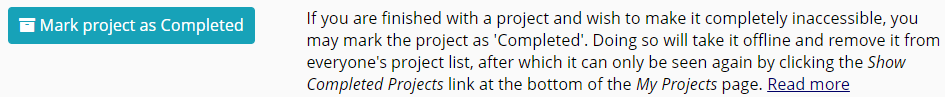 Mark project as Completed
If you are finished with a project and wish to make it completely inaccessible, you
may mark the project as 'Completed'. Doing so will take it offline and remove it from
everyone's project list, after which it can only be seen again by clicking the Show
Completed Projects link at the bottom of the My Projects page. Read more